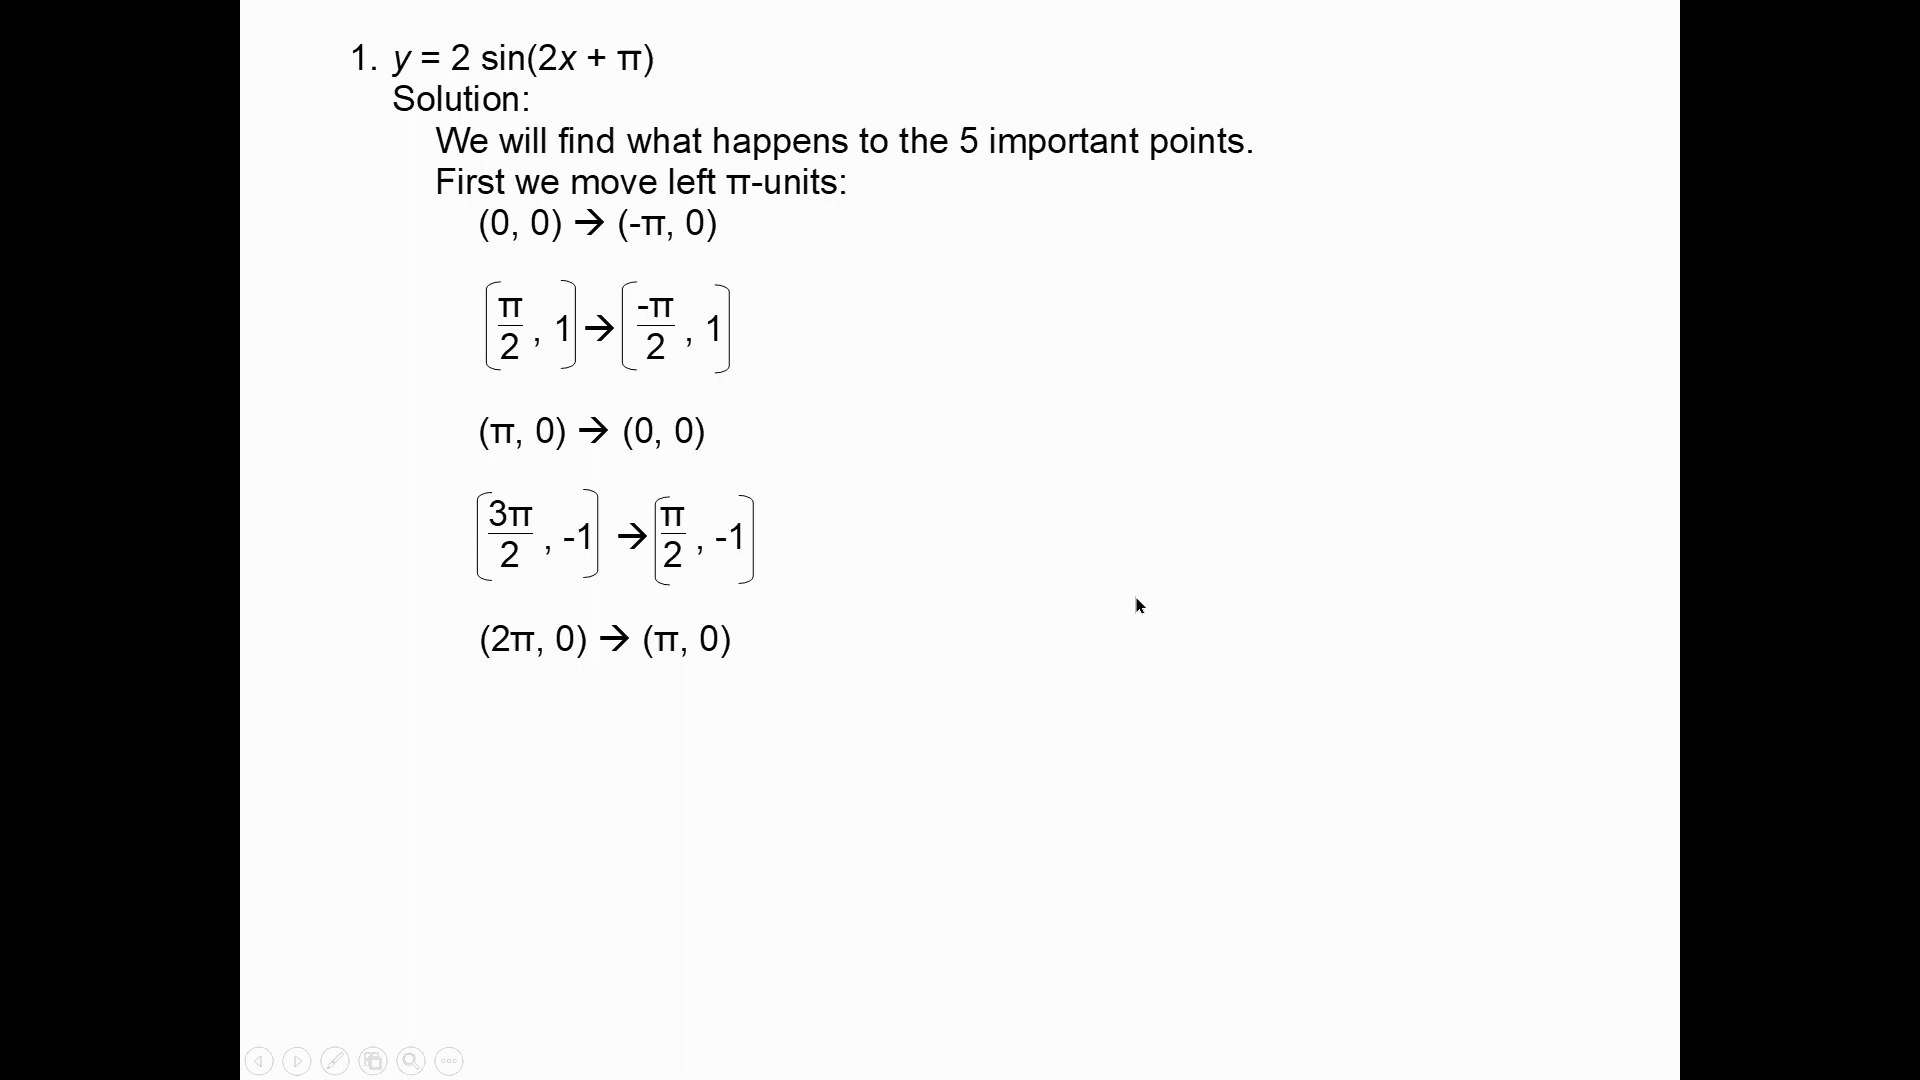 1. y = 2 sin(2x + π)
Solution:
We will find what happens to the 5 important points.
First we move left π-units:
(0, 0) → (-π, 0)
(π/2 , 1) → (-π/2 , 1)
(π, 0) → (0, 0)
(3π/2 , -1) → (π/2 , -1)
(2π, 0) → (π, 0)